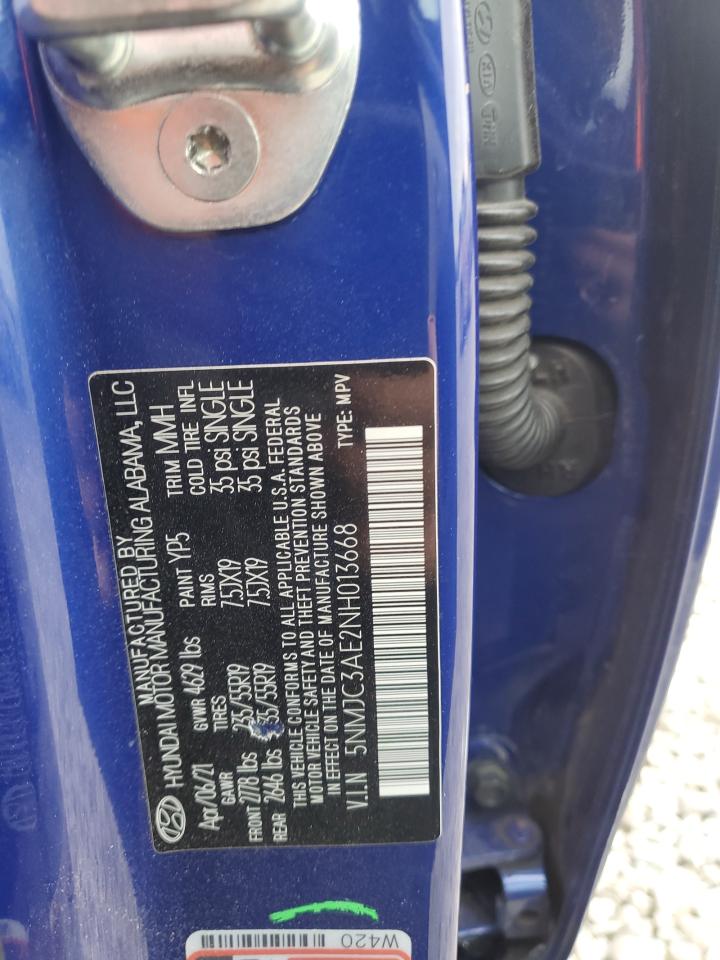 MANUFACTURED BY
HYUNDAI MOTOR MANUFACTURING ALABAMA, LLC
Apr/06/21 GVWR 4629 lbs PAINT YP5 TRIM MMH
GAWR TIRES RIMS COLD TIRE INFL
FRONT 2778 lbs 235/55R19 7.5JX19 35 psi SINGLE
REAR 2646 lbs 35/55R19 7.5JX19 35 psi SINGLE
THIS VEHICLE CONFORMS TO ALL APPLICABLE U.S.A. FEDERAL
MOTOR VEHICLE SAFETY AND THEFT PREVENTION STANDARDS
IN EFFECT ON THE DATE OF MANUFACTURE SHOWN ABOVE
V.I.N 5NMJC3AE2NH013668 TYPE: MPV
W420
KIA